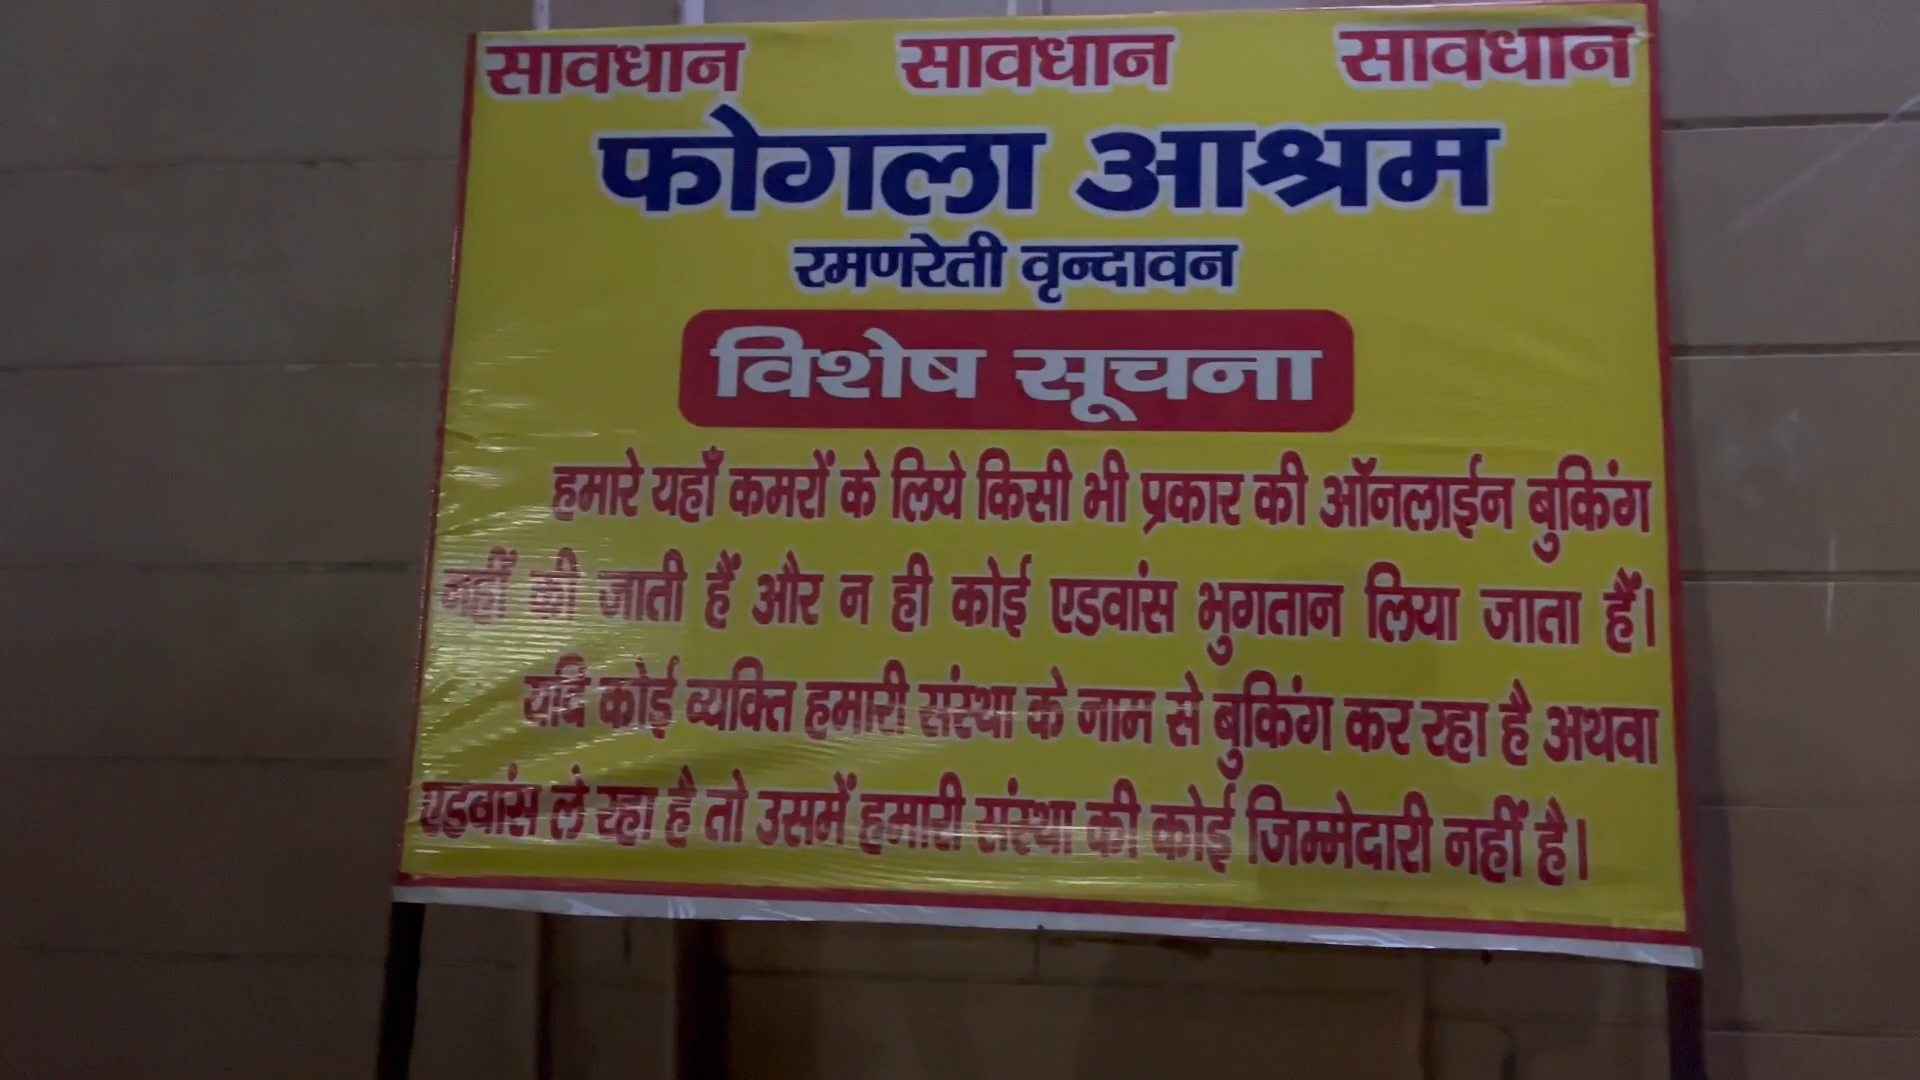 सावधान सावधान सावधान
फोगला आश्रम
रमणरेती वृन्दावन
विशेष सूचना
हमारे यहाँ कमरों के लिये किसी भी प्रकार की ऑनलाईन बुकिंग
नहीं की जाती हैं और न ही कोई एडवांस भुगतान लिया जाता हैं।
यदि कोई व्यक्ति हमारी संस्था के नाम से बुकिंग कर रहा है अथवा
एडवांस ले रहा है तो उसमें हमारी संस्था की कोई जिम्मेदारी नहीं है।